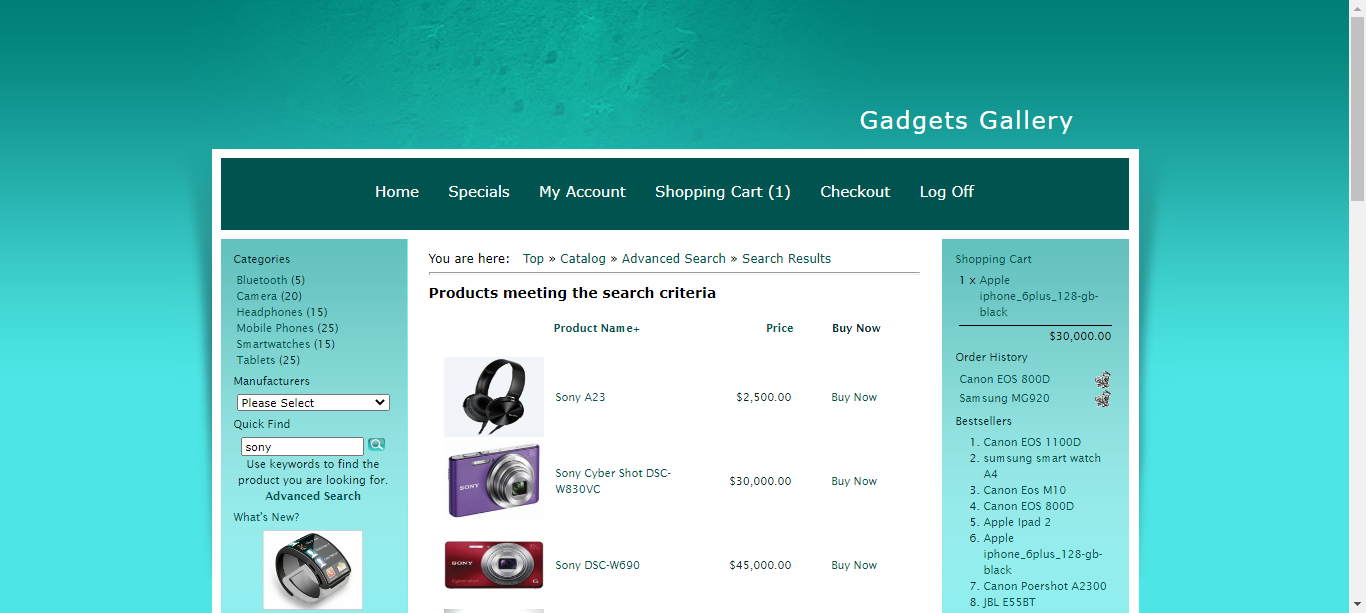 Gadgets Gallery
Home Specials My Account Shopping Cart (1) Checkout Log Off
Categories
Bluetooth (5)
Camera (20)
Headphones (15)
Mobile Phones (25)
Smartwatches (15)
Tablets (25)
Manufacturers
Please Select
Quick Find
sony
Use keywords to find the
product you are looking for.
Advanced Search
What's New?
You are here: Top » Catalog » Advanced Search » Search Results
Products meeting the search criteria
Product Name+ Price Buy Now
Sony A23 $2,500.00 Buy Now
SONY
Sony Cyber Shot DSC-
W830VC
$30,000.00 Buy Now
SONY
Sony DSC-W690 $45,000.00 Buy Now
Shopping Cart
1 x Apple
iphone_6plus_128-gb-
black
$30,000.00
Order History
Canon EOS 800D
Samsung MG920
Bestsellers
1. Canon EOS 1100D
2. sumsung smart watch
A4
3. Canon Eos M10
4. Canon EOS 800D
5. Apple Ipad 2
6. Apple
iphone_6plus_128-gb-
black
7. Canon Poershot A2300
8. JBL E55BT